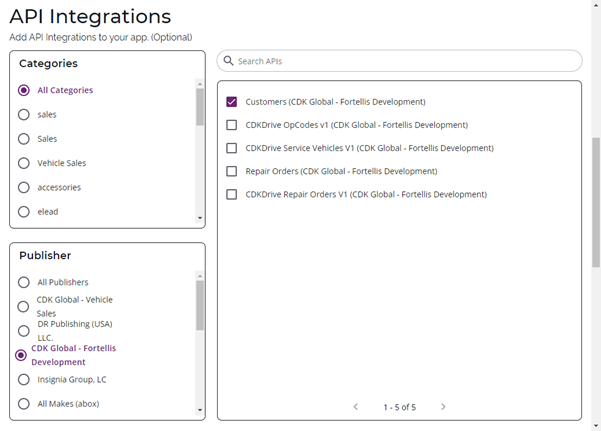 API Integrations
Add API Integrations to your app. (Optional)
Categories
All Categories
sales
Sales
Vehicle Sales
accessories
elead
Publisher
All Publishers
CDK Global - Vehicle
Sales
DR Publishing (USA)
LLC.
CDK Global - Fortellis
Development
Insignia Group, LC
All Makes (abox)
Search APIs
Customers (CDK Global - Fortellis Development)
CDKDrive OpCodes v1 (CDK Global - Fortellis Development)
CDKDrive Service Vehicles V1 (CDK Global - Fortellis Development)
Repair Orders (CDK Global - Fortellis Development)
CDKDrive Repair Orders V1 (CDK Global - Fortellis Development)
1 - 5 of 5